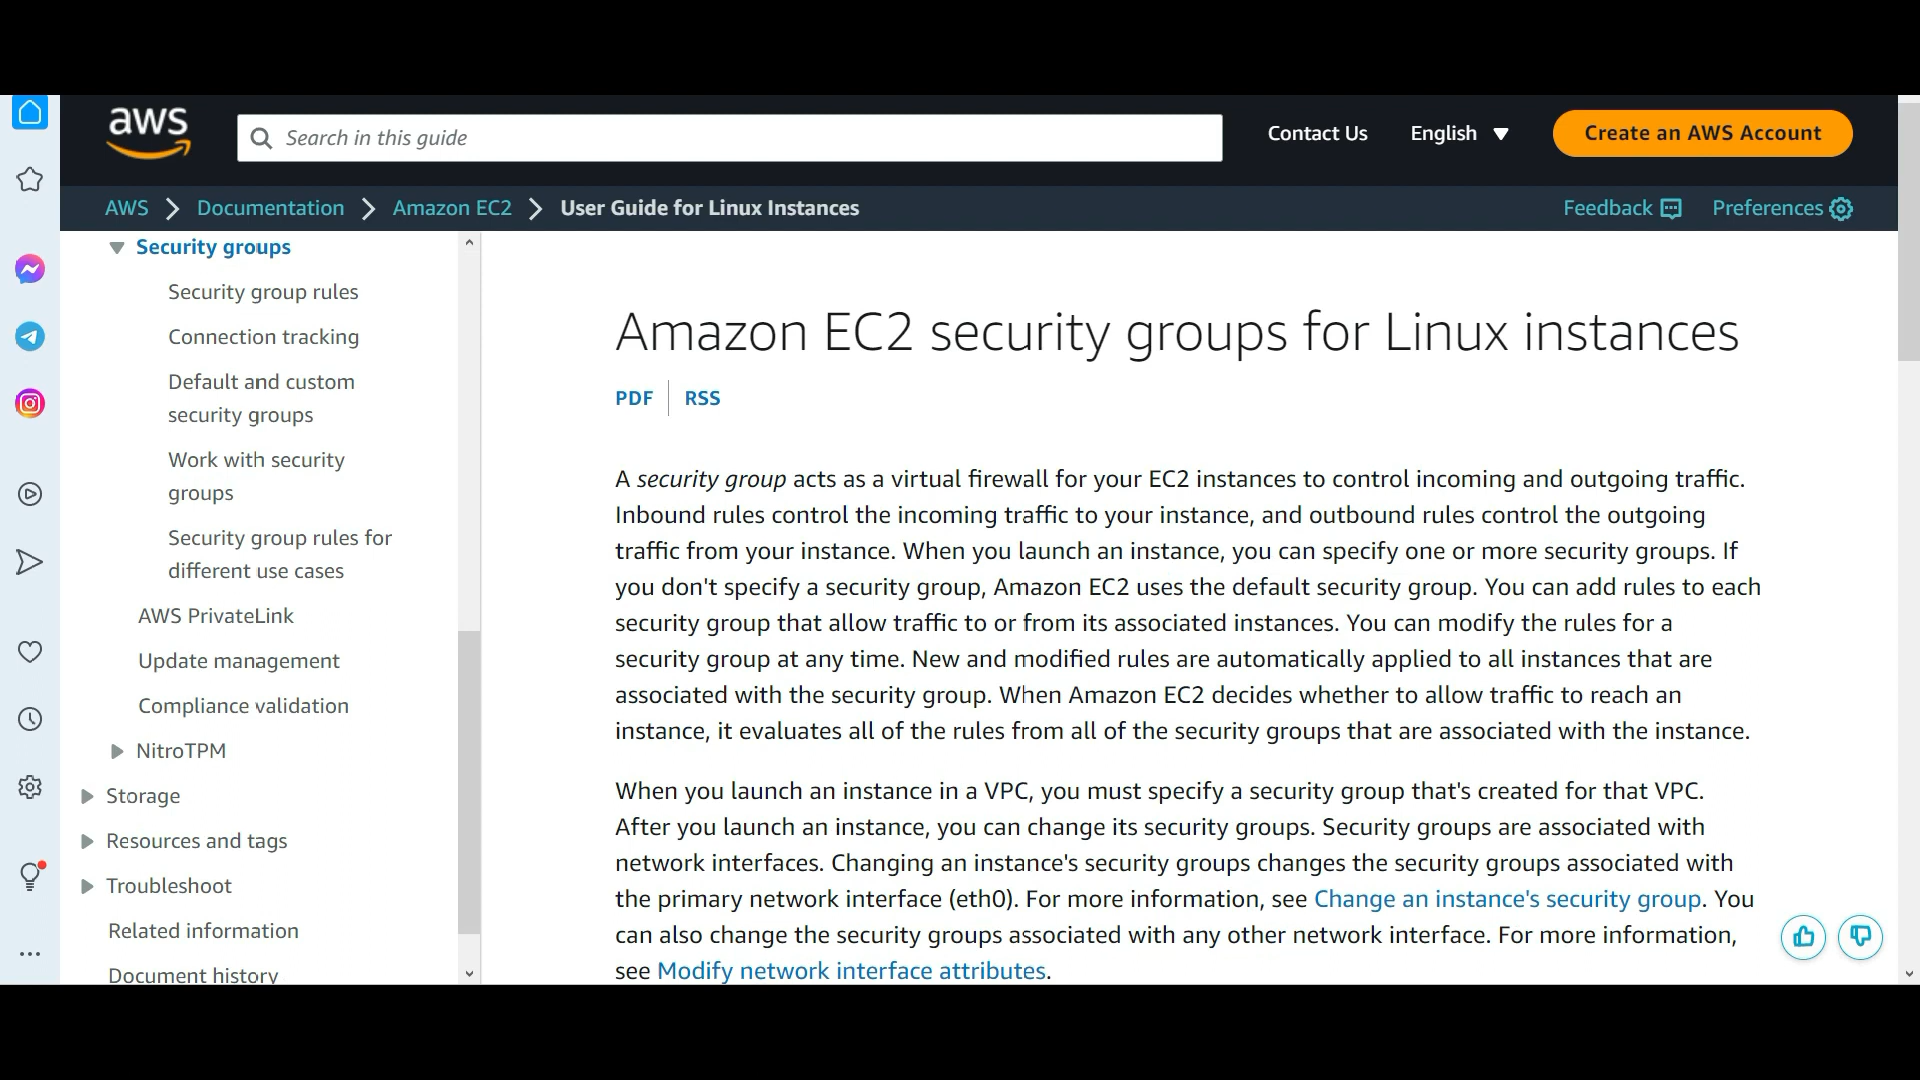 aws
Search in this guide
Contact Us
English
Create an AWS Account
AWS
Documentation
Amazon EC2
User Guide for Linux Instances
Feedback
Preferences
Security groups
Security group rules
Connection tracking
Default and custom
security groups
Work with security
groups
Security group rules for
different use cases
AWS PrivateLink
Update management
Compliance validation
NitroTPM
Storage
Resources and tags
Troubleshoot
Related information
Document history
Amazon EC2 security groups for Linux instances
PDF
RSS
A security group acts as a virtual firewall for your EC2 instances to control incoming and outgoing traffic.
Inbound rules control the incoming traffic to your instance, and outbound rules control the outgoing
traffic from your instance. When you launch an instance, you can specify one or more security groups. If
you don't specify a security group, Amazon EC2 uses the default security group. You can add rules to each
security group that allow traffic to or from its associated instances. You can modify the rules for a
security group at any time. New and modified rules are automatically applied to all instances that are
associated with the security group. When Amazon EC2 decides whether to allow traffic to reach an
instance, it evaluates all of the rules from all of the security groups that are associated with the instance.
When you launch an instance in a VPC, you must specify a security group that's created for that VPC.
After you launch an instance, you can change its security groups. Security groups are associated with
network interfaces. Changing an instance's security groups changes the security groups associated with
the primary network interface (eth0). For more information, see Change an instance's security group. You
can also change the security groups associated with any other network interface. For more information,
see Modify network interface attributes.